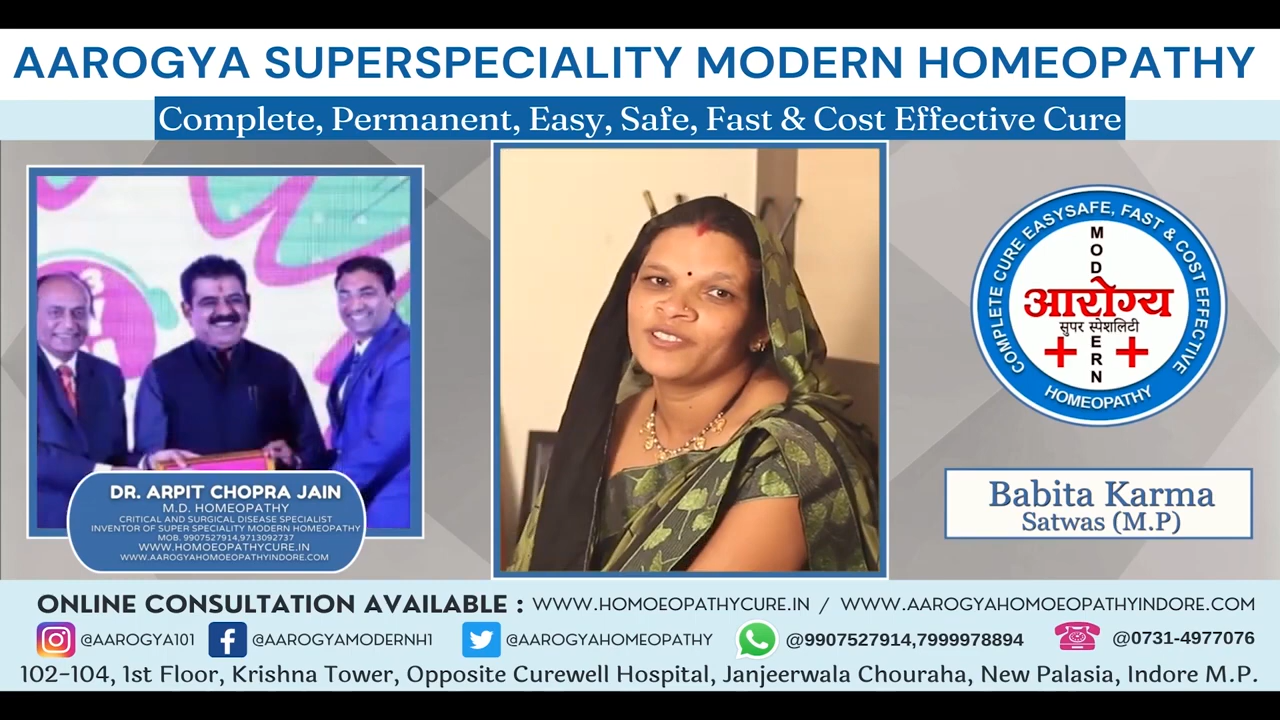 AAROGYA SUPERSPECIALITY MODERN HOMEOPATHY
Complete, Permanent, Easy, Safe, Fast & Cost Effective Cure
DR. ARPIT CHOPRA JAIN
M.D. HOMEOPATHY
CRITICAL AND SURGICAL DISEASE SPECIALIST
INVENTOR OF SUPER SPECIALITY MODERN HOMEOPATHY
MOB. 9907527914,9713092737
WWW.HOMOEOPATHYCURE.IN
WWW.AAROGYAHOMOEOPATHYINDORE.COM
COMPLETE CURE EASYSAFE, FAST & COST EFFECTIVE
MODERN
आरोग्य
सुपर स्पेशलिटी
HOMEOPATHY
Babita Karma
Satwas (M.P)
ONLINE CONSULTATION AVAILABLE : WWW.HOMOEOPATHYCURE.IN / WWW.AAROGYAHOMOEOPATHYINDORE.COM
@AAROGYA101 @AAROGYAMODERNH1 @AAROGYAHOMEOPATHY @9907527914,7999978894 @0731-4977076
102-104, 1st Floor, Krishna Tower, Opposite Curewell Hospital, Janjeerwala Chouraha, New Palasia, Indore M.P.